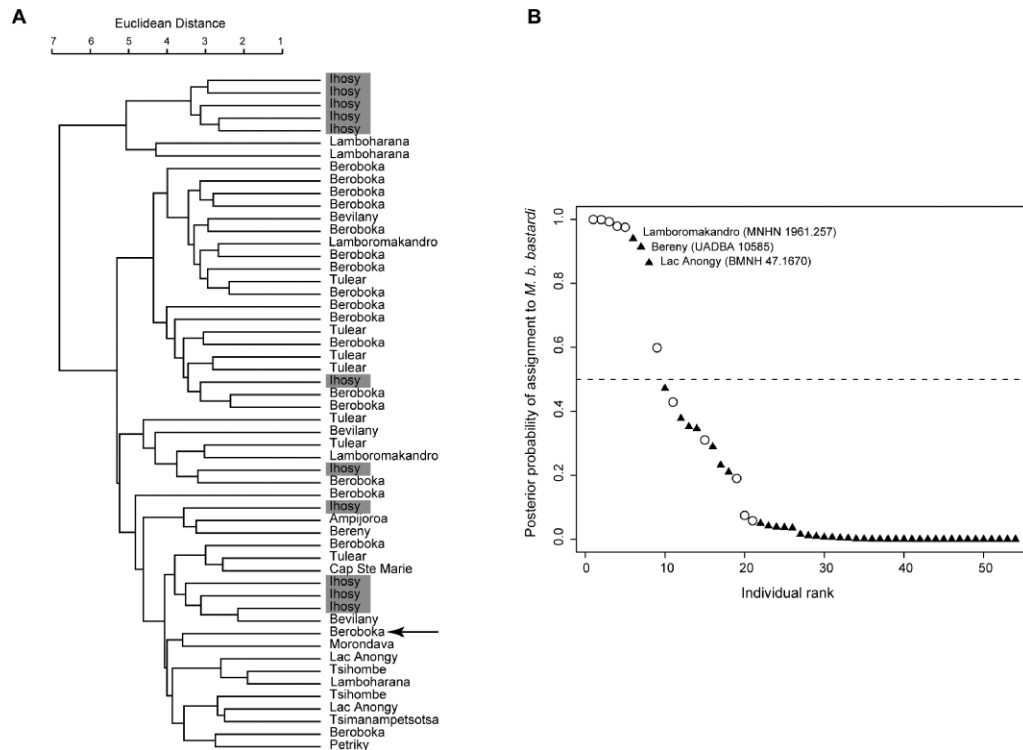 A
Euclidean Distance
7 6 5 4 3 2 1
Ihosy
Ihosy
Ihosy
Ihosy
Ihosy
Lamboharana
Lamboharana
Beroboka
Beroboka
Beroboka
Beroboka
Bevilany
Beroboka
Lamboromakandro
Beroboka
Beroboka
Tulear
Beroboka
Beroboka
Beroboka
Tulear
Beroboka
Tulear
Tulear
Ihosy
Beroboka
Beroboka
Tulear
Bevilany
Tulear
Lamboromakandro
Ihosy
Beroboka
Beroboka
Ihosy
Ampijoroa
Bereny
Beroboka
Tulear
Cap Ste Marie
Ihosy
Ihosy
Ihosy
Bevilany
Beroboka
Morondava
Lac Anongy
Tsihombe
Lamboharana
Tsihombe
Lac Anongy
Tsimanampetsotsa
Beroboka
Petriky
B
Posterior probability of assignment to M. b. bastardi
1.0
0.8
0.6
0.4
0.2
0.0
Lamboromakandro (MNHN 1961.257)
Bereny (UADBA 10585)
Lac Anongy (BMNH 47.1670)
0 10 20 30 40 50
Individual rank